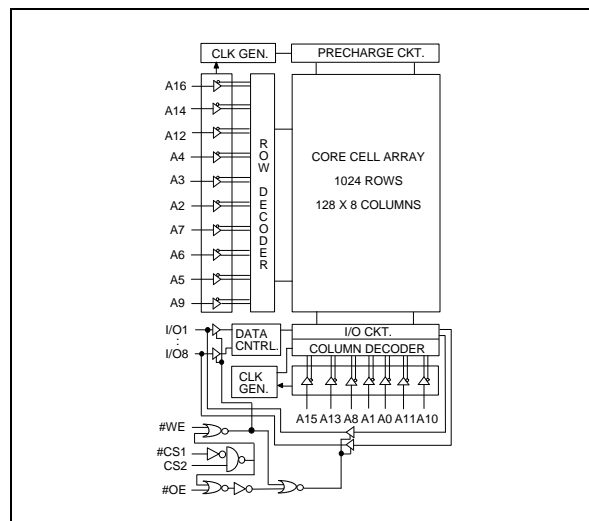 CLK GEN.
PRECHARGE CKT.
A16
A14
A12
A4
A3
A2
A7
A6
A5
A9
ROW DECODER
CORE CELL ARRAY
1024 ROWS
128 X 8 COLUMNS
I/O1
:
I/O8
DATA
CNTRL.
I/O CKT.
COLUMN DECODER
CLK
GEN.
A15 A13 A8 A1 A0 A11 A10
#WE
#CS1
CS2
#OE